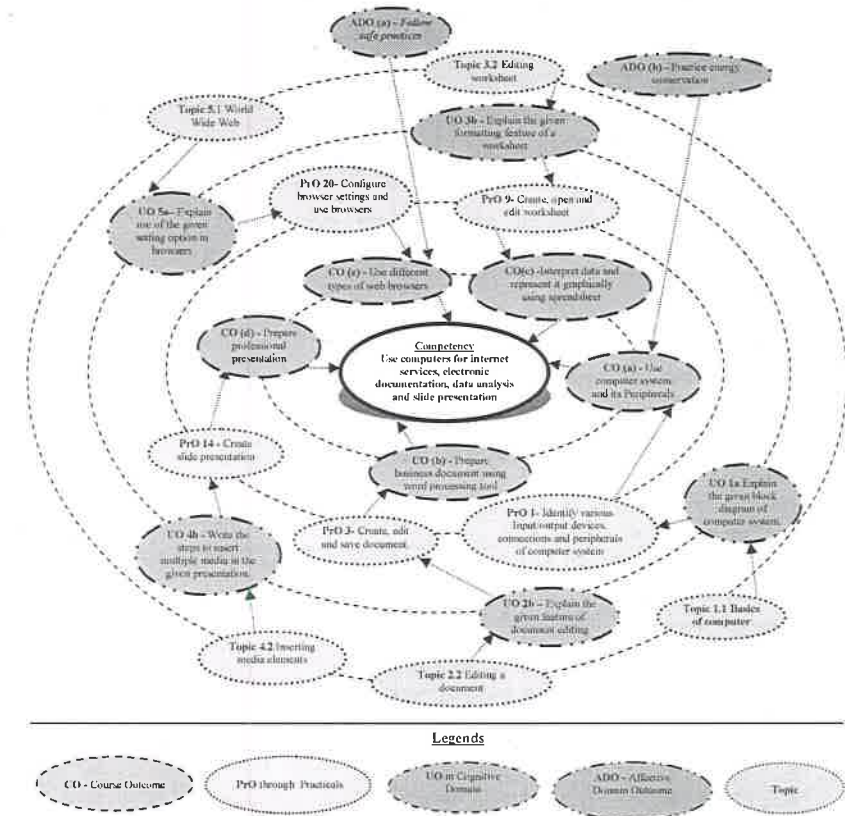 ADO (a) - Follow
safe practices
Topic 3.2 Editing
worksheet
ADO (b) - Practice energy
conservation
Topic 5.1 World
Wide Web
UO 3b - Explain the given
formatting feature of a
worksheet
PrO 20- Configure
browser settings and
use browsers
PrO 9- Create, open and
edit worksheet
UO 5a – Explain
use of the given
setting option in
browsers
CO (e) - Use different
types of web browsers
CO(c) -Interpret data and
represent it graphically
using spreadsheet
CO (d) - Prepare
professional
presentation
Competency
Use computers for internet
services, electronic
documentation, data analysis
and slide presentation
CO (a) - Use
computer system
and its Peripherals
PrO 14 - Create
slide presentation
CO (b) - Prepare
business document using
word processing tool
UO 1a Explain
the given block
diagram of
computer system.
PrO 1- Identify various
Input/output devices,
connections and peripherals
of computer system
PrO 3- Create, edit
and save document.
UO 4b - Write the
steps to insert
multiple media in the
given presentation.
UO 2b – Explain the
given feature of
document editing
Topic 1.1 Basics
of computer
Topic 4.2 Inserting
media elements
Topic 2.2 Editing a
document
Legends
CO - Course Outcome
PrO through Practicals
UO in Cognitive
Domain
ADO - Affective
Domain Outcome
Topic